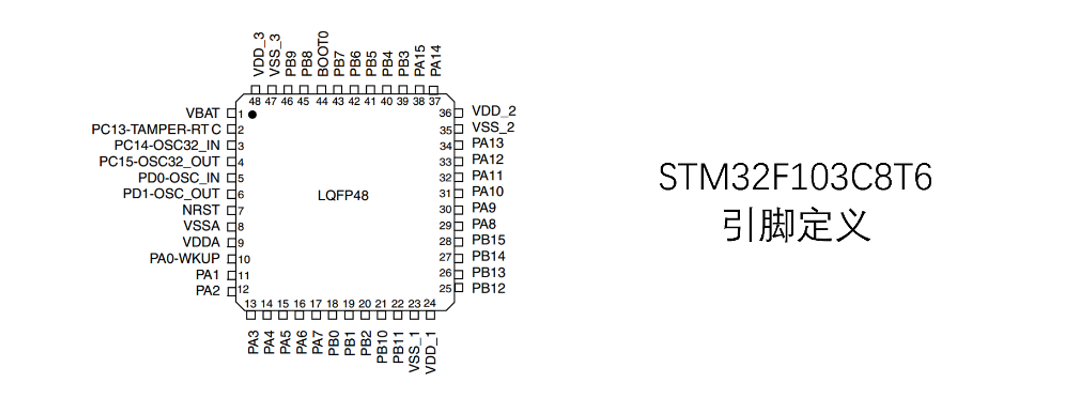 VDD_3
VSS_3
PB9
PB8
BOOT0
PB7
PB6
PB5
PB4
PB3
PA15
PA14
48 47 46 45 44 43 42 41 40 39 38 37
VBAT 1
PC13-TAMPER-RTC 2
PC14-OSC32_IN 3
PC15-OSC32_OUT 4
PD0-OSC_IN 5
PD1-OSC_OUT 6
NRST 7
VSSA 8
VDDA 9
PA0-WKUP 10
PA1 11
PA2 12
LQFP48
36 VDD_2
35 VSS_2
34 PA13
33 PA12
32 PA11
31 PA10
30 PA9
29 PA8
28 PB15
27 PB14
26 PB13
25 PB12
13 14 15 16 17 18 19 20 21 22 23 24
PA3
PA4
PA5
PA6
PA7
PB0
PB1
PB2
PB10
PB11
VSS_1
VDD_1
STM32F103C8T6
引脚定义